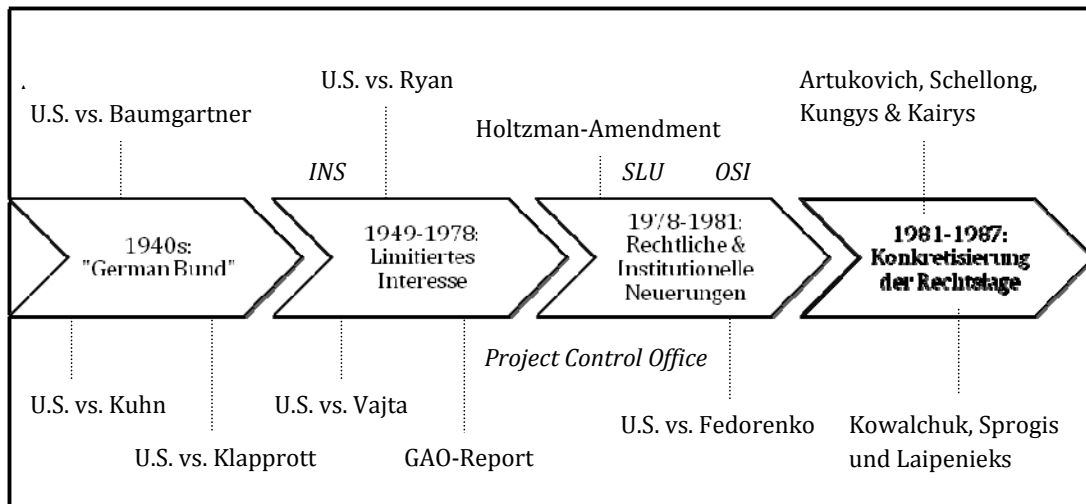 U.S. vs. Ryan
Artukovich, Schellong,
Kungys & Kairys
U.S. vs. Baumgartner
Holtzman-Amendment
INS
SLU
OSI
1940s:
"German Bund"
1949-1978:
Limitiertes
Interesse
1978-1981:
Rechtliche &
Institutionelle
Neuerungen
1981-1987:
Konkretisierung
der Rechtslage
Project Control Office
U.S. vs. Kuhn
U.S. vs. Vajta
U.S. vs. Fedorenko
Kowalchuk, Sprogis
und Laipenieks
U.S. vs. Klapprott
GAO-Report